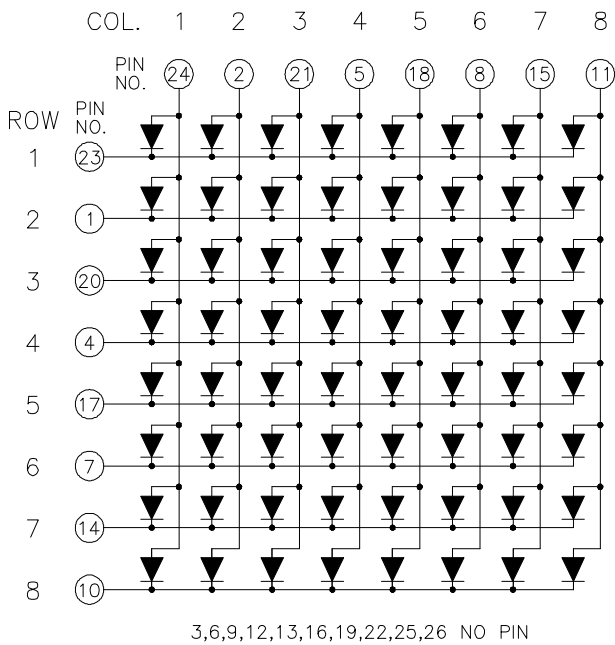 COL. 1 2 3 4 5 6 7 8
PIN NO. 24 2 21 5 18 8 15 11
ROW PIN NO.
1 23
2 1
3 20
4 4
5 17
6 7
7 14
8 10
3,6,9,12,13,16,19,22,25,26 NO PIN